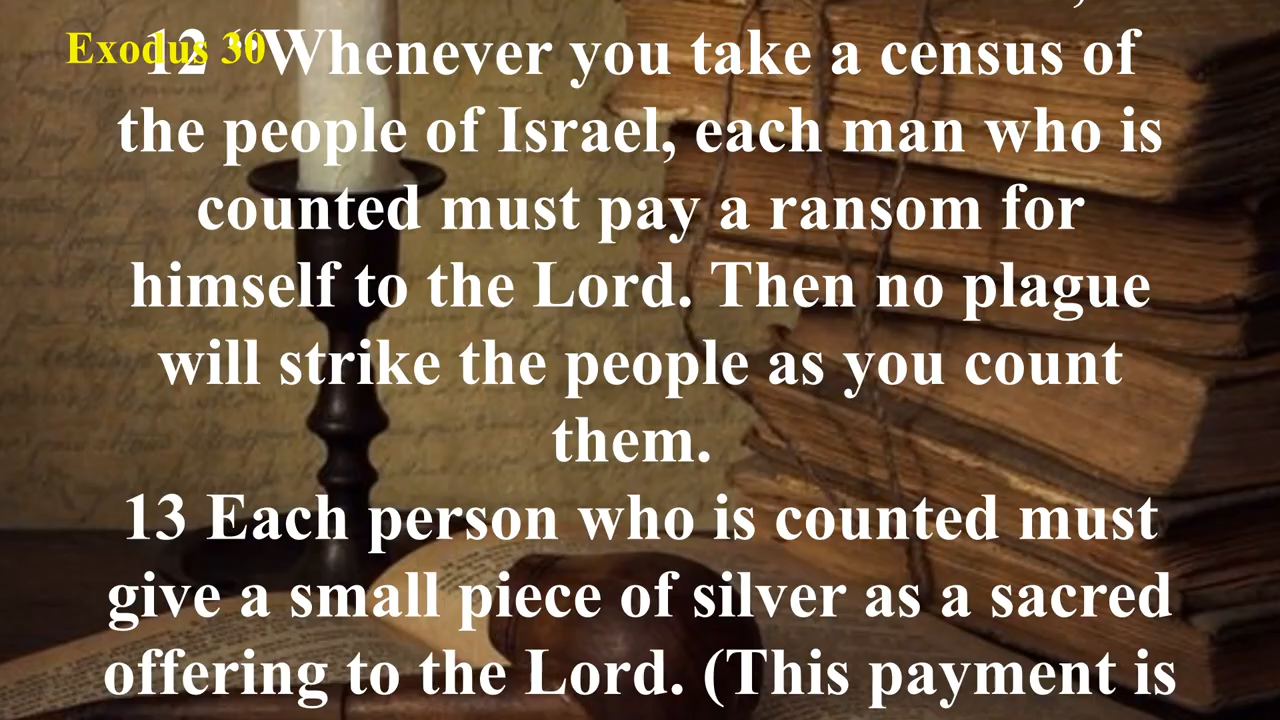 Exodus 30
12 “Whenever you take a census of
the people of Israel, each man who is
counted must pay a ransom for
himself to the Lord. Then no plague
will strike the people as you count
them.
13 Each person who is counted must
give a small piece of silver as a sacred
offering to the Lord. (This payment is